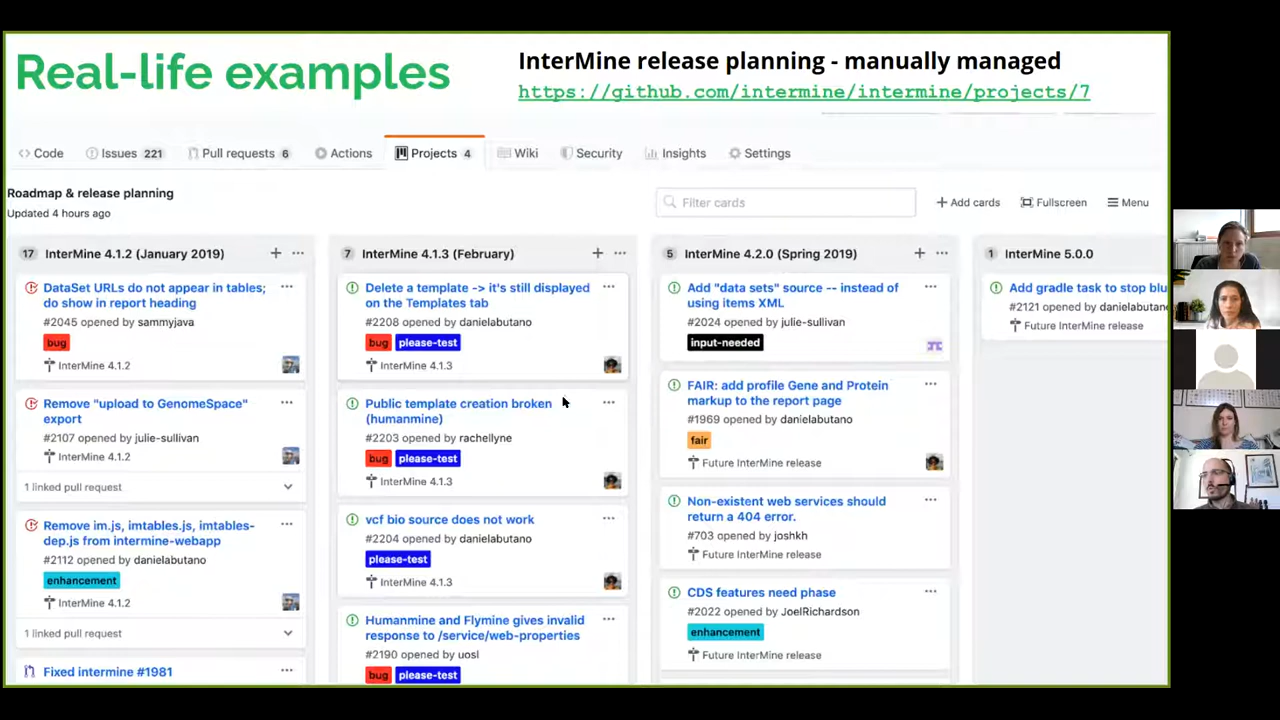 Real-life examples
InterMine release planning - manually managed
https://github.com/intermine/intermine/projects/7
Code
Issues 221
Pull requests 6
Actions
Projects 4
Wiki
Security
Insights
Settings
Roadmap & release planning
Updated 4 hours ago
Filter cards
Add cards
Fullscreen
Menu
17 InterMine 4.1.2 (January 2019)
DataSet URLs do not appear in tables;
do show in report heading
#2045 opened by sammyjava
bug
InterMine 4.1.2
Remove "upload to GenomeSpace"
export
#2107 opened by julie-sullivan
InterMine 4.1.2
1 linked pull request
Remove im.js, imtables.js, imtables-
dep.js from intermine-webapp
#2112 opened by danielabutano
enhancement
InterMine 4.1.2
1 linked pull request
Fixed intermine #1981
7 InterMine 4.1.3 (February)
Delete a template -> it's still displayed
on the Templates tab
#2208 opened by danielabutano
bug please-test
InterMine 4.1.3
Public template creation broken
(humanmine)
#2203 opened by rachellyne
bug please-test
InterMine 4.1.3
vcf bio source does not work
#2204 opened by danielabutano
please-test
InterMine 4.1.3
Humanmine and Flymine gives invalid
response to /service/web-properties
#2190 opened by uosl
bug please-test
5 InterMine 4.2.0 (Spring 2019)
Add "data sets" source -- instead of
using items XML
#2024 opened by julie-sullivan
input-needed
FAIR: add profile Gene and Protein
markup to the report page
#1969 opened by danielabutano
fair
Future InterMine release
Non-existent web services should
return a 404 error.
#703 opened by joshkh
Future InterMine release
CDS features need phase
#2022 opened by JoelRichardson
enhancement
Future InterMine release
1 InterMine 5.0.0
Add gradle task to stop blu
#2121 opened by danielabutano
Future InterMine release